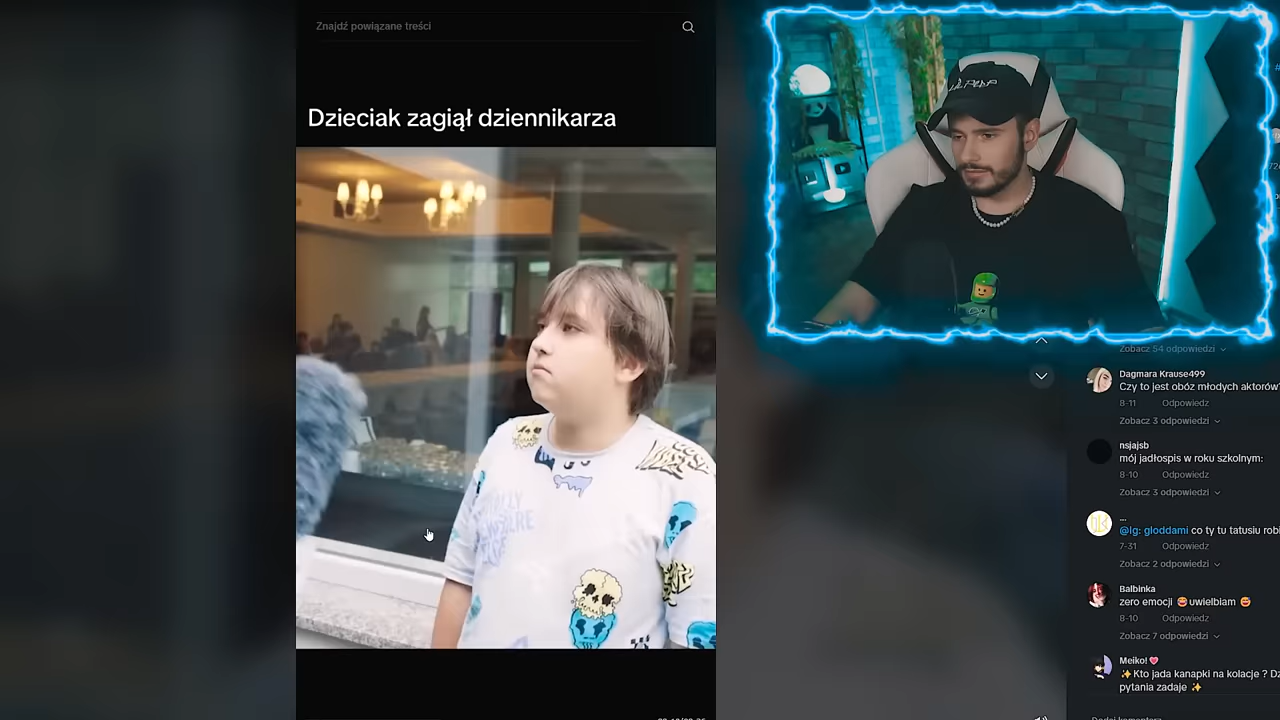 Znajdź powiązane treści
Dzieciak zagiął dziennikarza
Zobacz 54 odpowiedzi
Dagmara Krause499
Czy to jest obóz młodych aktorów?
8-11 Odpowiedz
Zobacz 3 odpowiedzi
nsjajsb
mój jadłospis w roku szkolnym:
8-10 Odpowiedz
Zobacz 3 odpowiedzi
...
@lg: gloddami co ty tu tatusiu robi
7-31 Odpowiedz
Zobacz 2 odpowiedzi
Balbinka
zero emocji 🥰uwielbiam 😅
8-10 Odpowiedz
Zobacz 7 odpowiedzi
Meiko!💗
✨Kto jada kanapki na kolacje ? Dz
pytania zadaje ✨